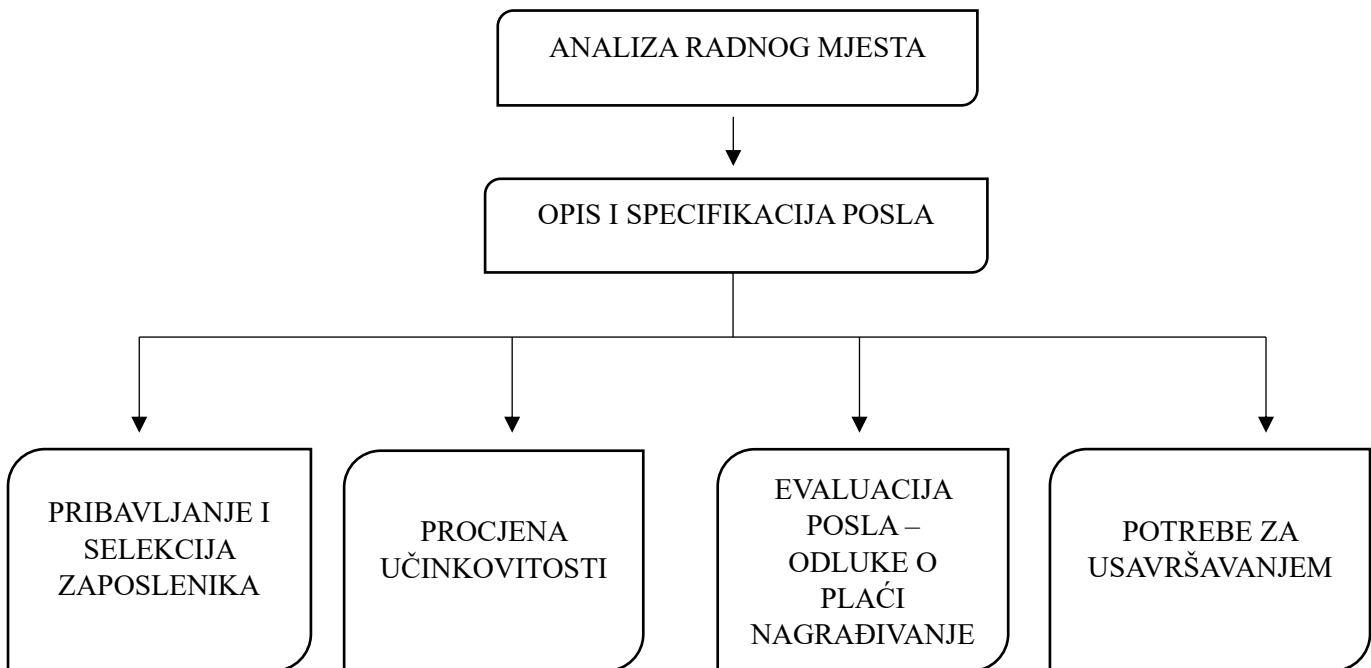 ANALIZA RADNOG MJESTA
OPIS I SPECIFIKACIJA POSLA
PRIBAVLJANJE I
SELEKCIJA
ZAPOSLENIKA
PROCJENA
UČINKOVITOSTI
EVALUACIJA
POSLA –
ODLUKE O
PLAĆI
NAGRAĐIVANJE
POTREBE ZA
USAVRŠAVANJEM